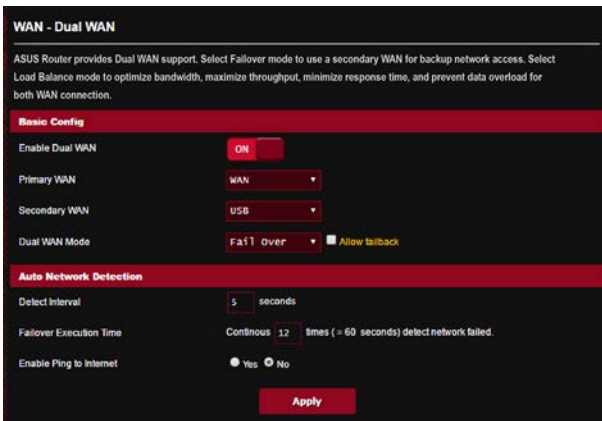 WAN - Dual WAN
ASUS Router provides Dual WAN support. Select Failover mode to use a secondary WAN for backup network access. Select
Load Balance mode to optimize bandwidth, maximize throughput, minimize response time, and prevent data overload for
both WAN connection.
Basic Config
Enable Dual WAN ON
Primary WAN WAN
Secondary WAN USB
Dual WAN Mode Fail Over Allow failback
Auto Network Detection
Detect Interval 5 seconds
Failover Execution Time Continous 12 times ( = 60 seconds) detect network failed.
Enable Ping to Internet Yes No
Apply